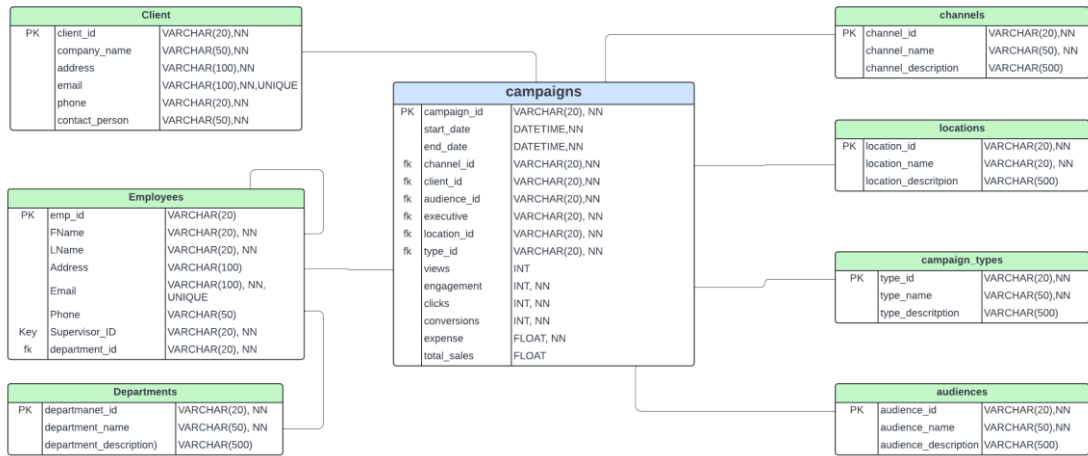 Client
PK client_id VARCHAR(20),NN
company_name VARCHAR(50),NN
address VARCHAR(100),NN
email VARCHAR(100),NN,UNIQUE
phone VARCHAR(20),NN
contact_person VARCHAR(50),NN
Employees
PK emp_id VARCHAR(20)
FName VARCHAR(20), NN
LName VARCHAR(20), NN
Address VARCHAR(100)
Email VARCHAR(100), NN,
UNIQUE
Phone VARCHAR(50)
Key Supervisor_ID VARCHAR(20), NN
fk department_id VARCHAR(20), NN
Departments
PK departmanet_id VARCHAR(20), NN
department_name VARCHAR(50), NN
department_description) VARCHAR(500)
campaigns
PK campaign_id VARCHAR(20), NN
start_date DATETIME,NN
end_date DATETIME,NN
fk channel_id VARCHAR(20),NN
fk client_id VARCHAR(20),NN
fk audience_id VARCHAR(20),NN
fk executive VARCHAR(20), NN
fk location_id VARCHAR(20), NN
fk type_id VARCHAR(20), NN
views INT
engagement INT, NN
clicks INT, NN
conversions INT, NN
expense FLOAT, NN
total_sales FLOAT
channels
PK channel_id VARCHAR(20),NN
channel_name VARCHAR(50), NN
channel_description VARCHAR(500)
locations
PK location_id VARCHAR(20),NN
location_name VARCHAR(20), NN
location_descritpion VARCHAR(500)
campaign_types
PK type_id VARCHAR(20),NN
type_name VARCHAR(50),NN
type_descritption VARCHAR(500)
audiences
PK audience_id VARCHAR(20),NN
audience_name VARCHAR(50),NN
audience_description VARCHAR(500)